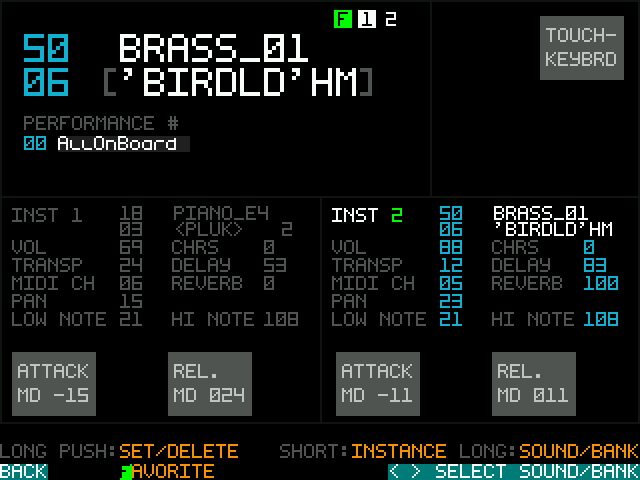 F 1 2
50 BRASS_01
06 ['BIRDLD'HM]
TOUCH-
KEYBRD
PERFORMANCE #
00 AllOnBoard
INST 1 18 PIANO_E4
03 <PLUK> 2
VOL 69 CHRS 0
TRANSP 24 DELAY 53
MIDI CH 06 REVERB 0
PAN 15
LOW NOTE 21 HI NOTE 108
ATTACK
MD -15
REL.
MD 024
INST 2 50 BRASS_01
06 'BIRDLD'HM
VOL 88 CHRS 0
TRANSP 12 DELAY 83
MIDI CH 05 REVERB 100
PAN 23
LOW NOTE 21 HI NOTE 108
ATTACK
MD -11
REL.
MD 011
LONG PUSH:SET/DELETE SHORT:INSTANCE LONG:SOUND/BANK
BACK FAVORITE < > SELECT SOUND/BANK